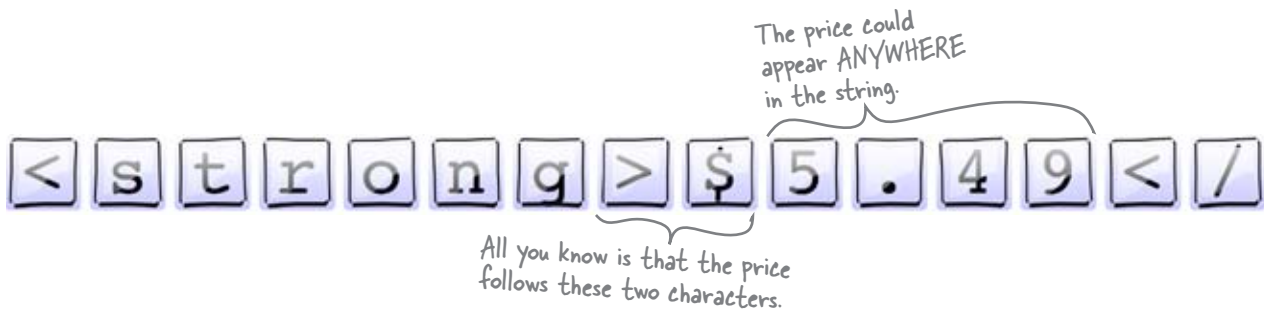 The price could
appear ANYWHERE
in the string.
<strong>$5.49</
All you know is that the price
follows these two characters.